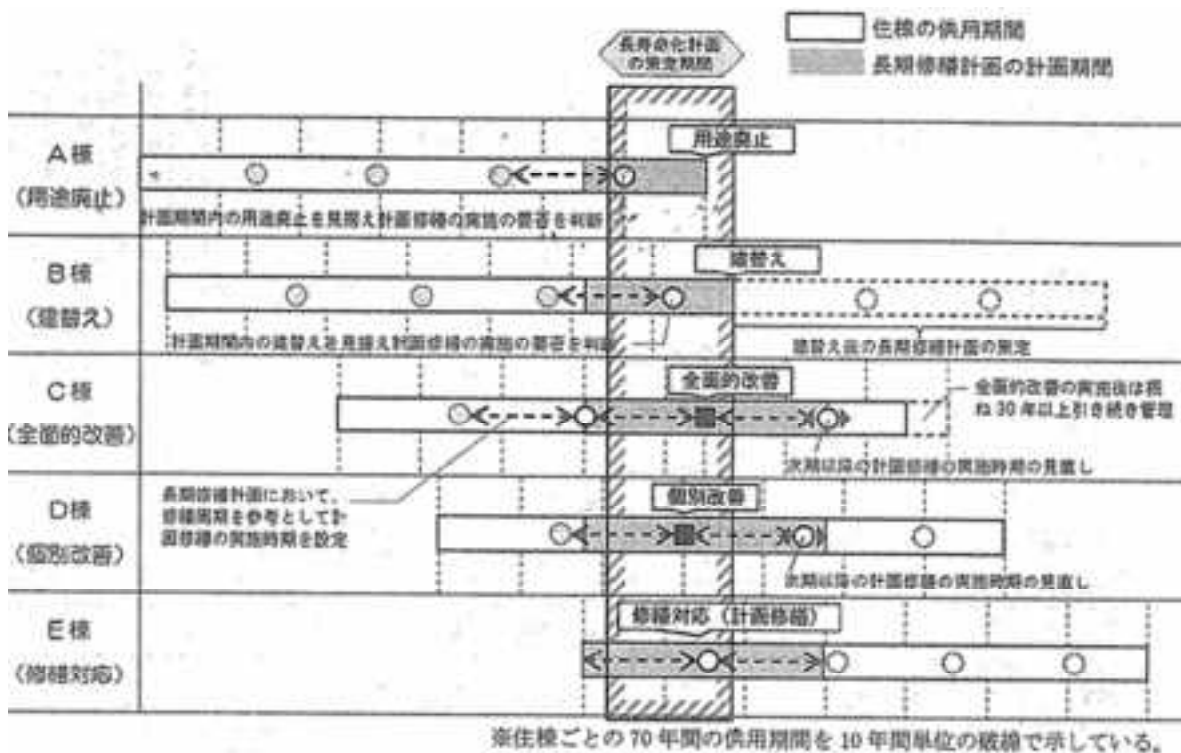 長寿命化計画
の策定期間
住棟の供用期間
長期修繕計画の計画期間
A棟
(用途廃止)
用途廃止
計画期間内の用途廃止を見据え計画修繕の実施の要否を判断
B棟
(建替え)
建替え
計画期間内の建替えを見据え計画修繕の実施の要否を判断
建替え後の長期修繕計画の策定
C棟
(全面的改善)
全面的改善
全面的改善の実施後は概
ね30年以上引き続き管理
次期以降の計画修繕の実施時期の見直し
長期修繕計画において、
修繕周期を参考として計
画修繕の実施時期を設定
D棟
(個別改善)
個別改善
次期以降の計画修繕の実施時期の見直し
E棟
(修繕対応)
修繕対応(計画修繕)
※住棟ごとの70年間の供用期間を10年間単位の破線で示している。